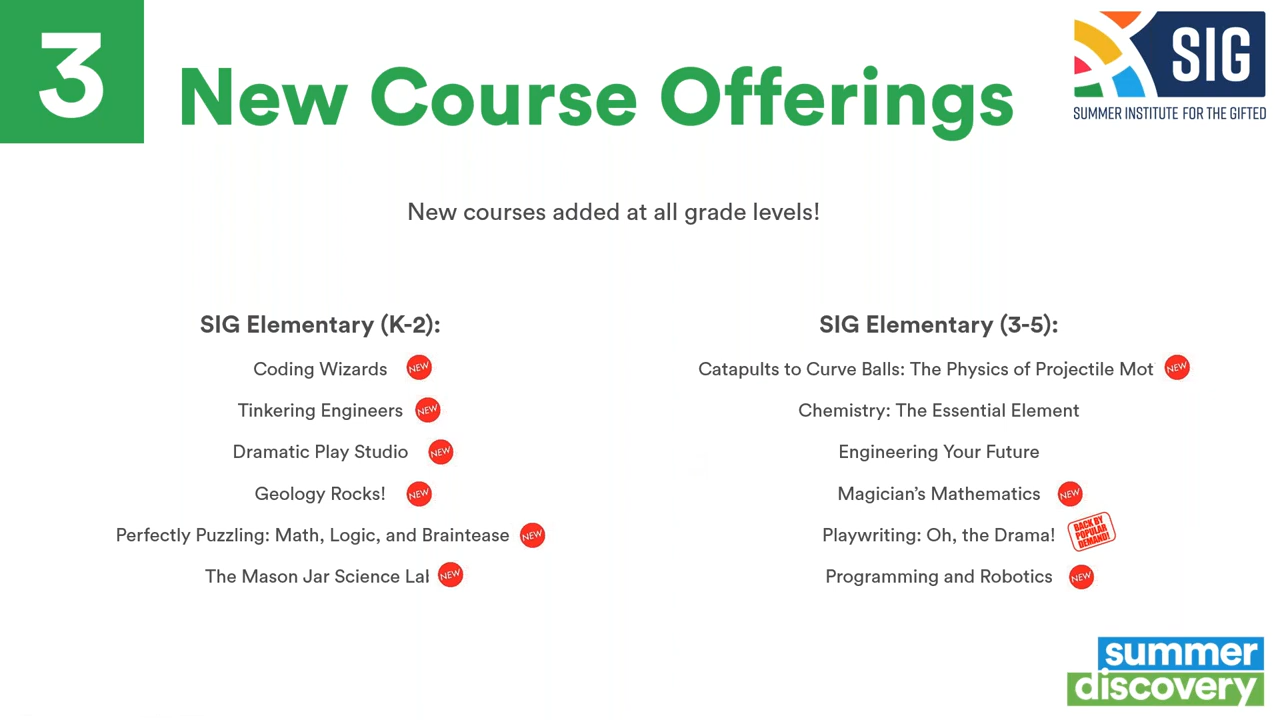 3
New Course Offerings
SIG
SUMMER INSTITUTE FOR THE GIFTED
New courses added at all grade levels!
SIG Elementary (K-2):
Coding Wizards NEW
Tinkering Engineers NEW
Dramatic Play Studio NEW
Geology Rocks! NEW
Perfectly Puzzling: Math, Logic, and Braintease NEW
The Mason Jar Science Lal NEW
SIG Elementary (3-5):
Catapults to Curve Balls: The Physics of Projectile Mot NEW
Chemistry: The Essential Element
Engineering Your Future
Magician's Mathematics NEW
Playwriting: Oh, the Drama!
BACK BY
POPULAR
DEMAND!
Programming and Robotics NEW
summer
discovery